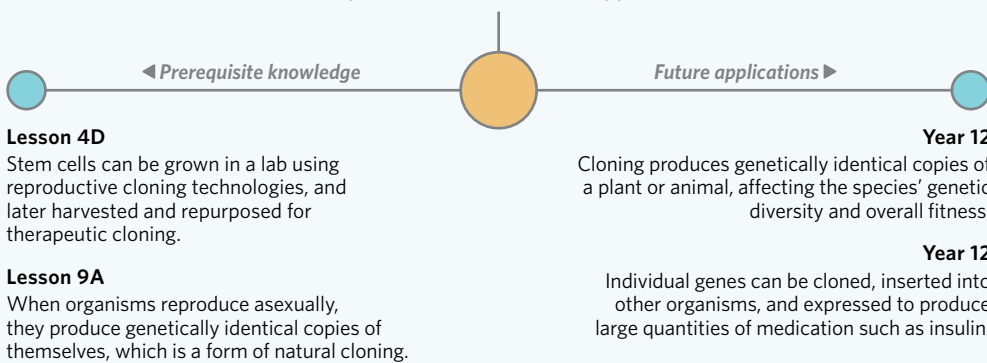 ◀ Prerequisite knowledge
Future applications ▶
Lesson 4D
Stem cells can be grown in a lab using
reproductive cloning technologies, and
later harvested and repurposed for
therapeutic cloning.
Lesson 9A
When organisms reproduce asexually,
they produce genetically identical copies of
themselves, which is a form of natural cloning.
Year 12
Cloning produces genetically identical copies of
a plant or animal, affecting the species’ genetic
diversity and overall fitness
Year 12
Individual genes can be cloned, inserted into
other organisms, and expressed to produce
large quantities of medication such as insulin